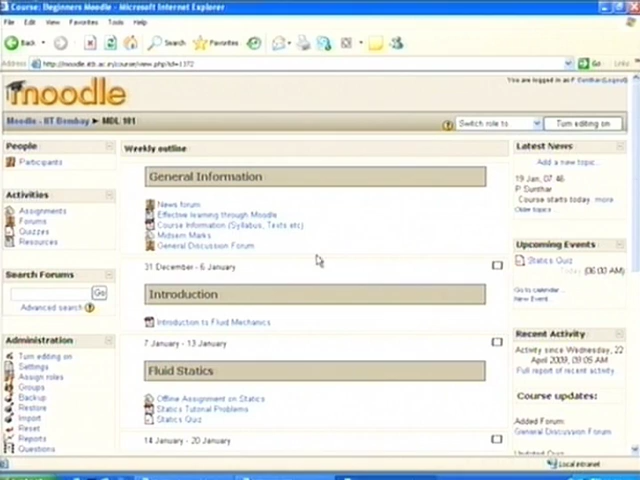 Course: Beginners Moodle - Microsoft Internet Explorer
File Edit View Favorites Tools Help
Back Search Favorites
Address http://moodle.iitb.ac.in/course/view.php?id=1372 Go Links
moodle
You are logged in as P Sunthar(Logout)
Moodle - IIT Bombay ► MDL 101
Switch role to
Turn editing on
People
Participants
Activities
Assignments
Forums
Quizzes
Resources
Search Forums
Go
Advanced search
Administration
Turn editing on
Settings
Assign roles
Groups
Backup
Restore
Import
Reset
Reports
Questions
Weekly outline
General Information
News forum
Effective learning through Moodle
Course Information (Syllabus, Texts etc)
Midsem Marks
General Discussion Forum
31 December - 6 January
Introduction
Introduction to Fluid Mechanics
7 January - 13 January
Fluid Statics
Offline Assignment on Statics
Statics Tutorial Problems
Statics Quiz
14 January - 20 January
Latest News
Add a new topic...
19 Jan, 07:46
P Sunthar
Course starts today more
Older topics ...
Upcoming Events
Statics Quiz
Today (06:00 AM)
Go to calendar...
New Event
Recent Activity
Activity since Wednesday, 22
April 2009, 09:05 AM
Full report of recent activity
Course updates:
Added Forum:
General Discussion Forum
Updated Quiz:
Local intranet